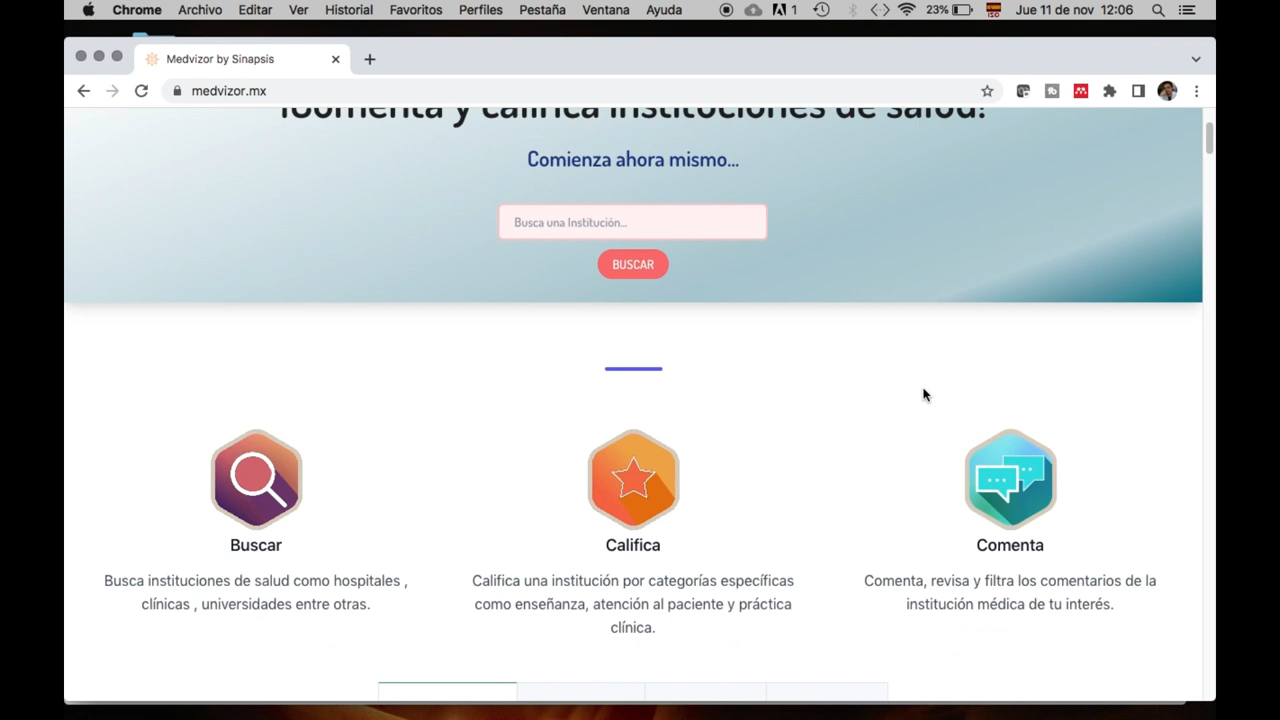 Chrome Archivo Editar Ver Historial Favoritos Perfiles Pestaña Ventana Ayuda 1 23% ISO Jue 11 de nov 12:06
Medvizor by Sinapsis
medvizor.mx
¡Comenta y califica instituciones de salud!
Comienza ahora mismo...
Busca una Institución...
BUSCAR
Buscar
Busca instituciones de salud como hospitales ,
clínicas , universidades entre otras.
Califica
Califica una institución por categorías específicas
como enseñanza, atención al paciente y práctica
clínica.
Comenta
Comenta, revisa y filtra los comentarios de la
institución médica de tu interés.